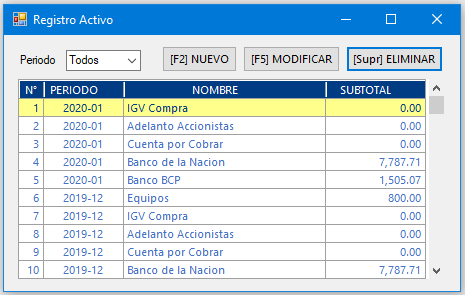 Registro Activo
Periodo Todos [F2] NUEVO [F5] MODIFICAR [Supr] ELIMINAR
N° PERIODO NOMBRE SUBTOTAL
1 2020-01 IGV Compra 0.00
2 2020-01 Adelanto Accionistas 0.00
3 2020-01 Cuenta por Cobrar 0.00
4 2020-01 Banco de la Nacion 7,787.71
5 2020-01 Banco BCP 1,505.07
6 2019-12 Equipos 800.00
7 2019-12 IGV Compra 0.00
8 2019-12 Adelanto Accionistas 0.00
9 2019-12 Cuenta por Cobrar 0.00
10 2019-12 Banco de la Nacion 7,787.71